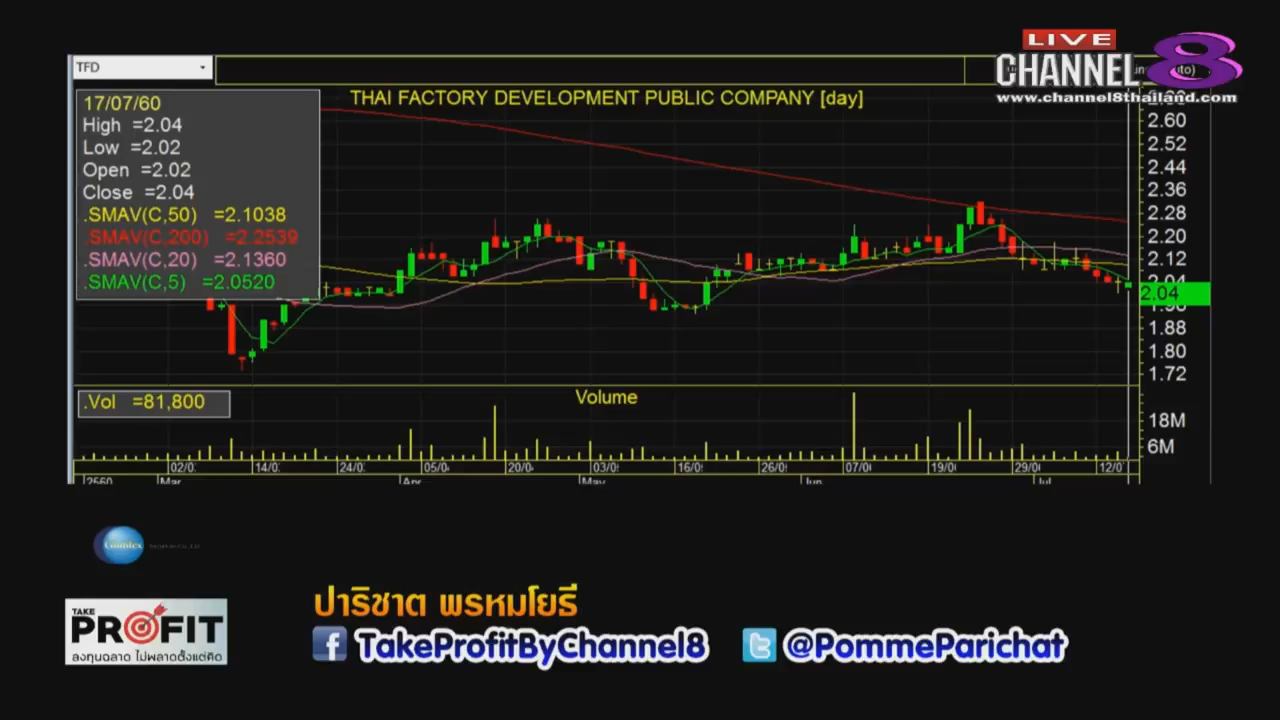 LIVE
CHANNEL 8
www.channel8thailand.com
TFD
THAI FACTORY DEVELOPMENT PUBLIC COMPANY [day]
17/07/60
High =2.04
Low =2.02
Open =2.02
Close =2.04
.SMAV(C,50) =2.1038
.SMAV(C,200) =2.2539
.SMAV(C,20) =2.1360
.SMAV(C,5) =2.0520
2.60
2.52
2.44
2.36
2.28
2.20
2.12
2.04
2.04
1.88
1.80
1.72
.Vol =81,800
Volume
18M
6M
02/0 14/0 24/0 05/0 20/0 03/0 16/0 26/0 07/0 19/0 29/0 12/0
2560 Mar Apr May Jun Jul
TAKE
PROFIT
ลงทุนฉลาด ไม่พลาดตั้งแต่คิด
ปาริชาต พรหมโยธี
TakeProfitByChannel8 @PommeParichat